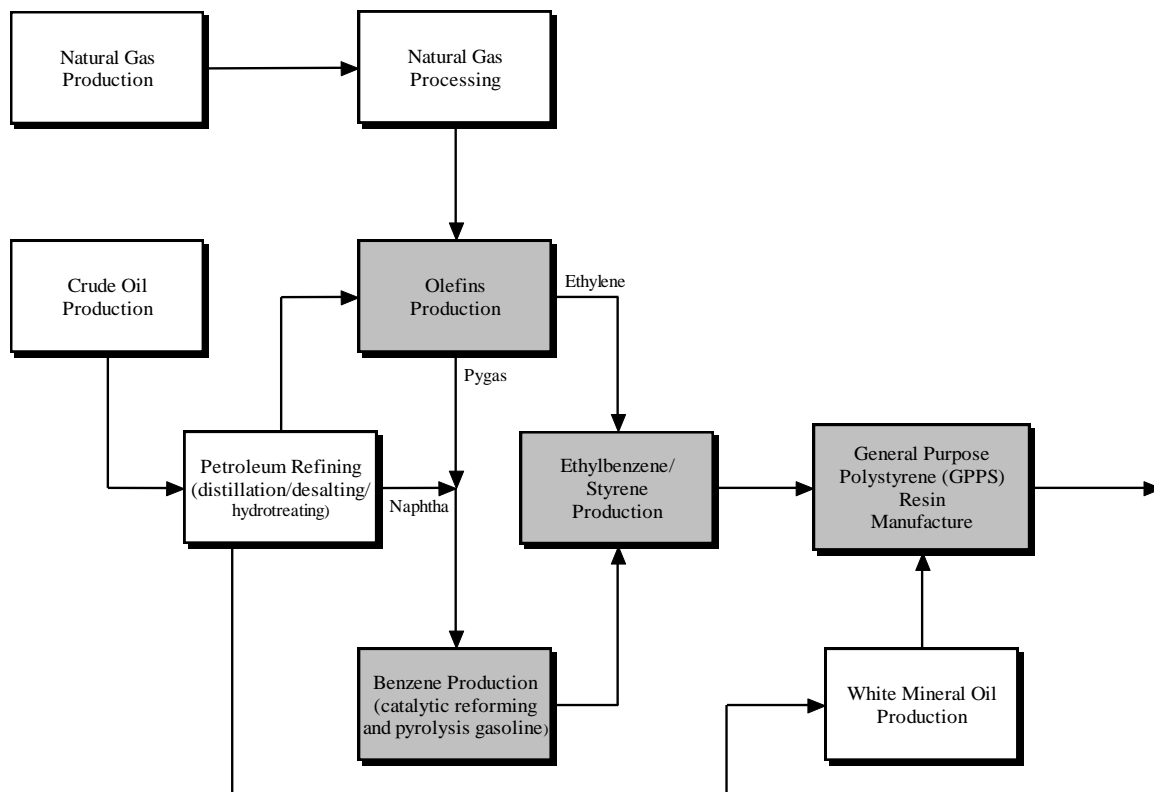 Natural Gas
Production
Natural Gas
Processing
Crude Oil
Production
Olefins
Production
Ethylene
Pygas
Petroleum Refining
(distillation/desalting/
hydrotreating)
Naphtha
Ethylbenzene/
Styrene
Production
General Purpose
Polystyrene (GPPS)
Resin
Manufacture
Benzene Production
(catalytic reforming
and pyrolysis gasoline)
White Mineral Oil
Production